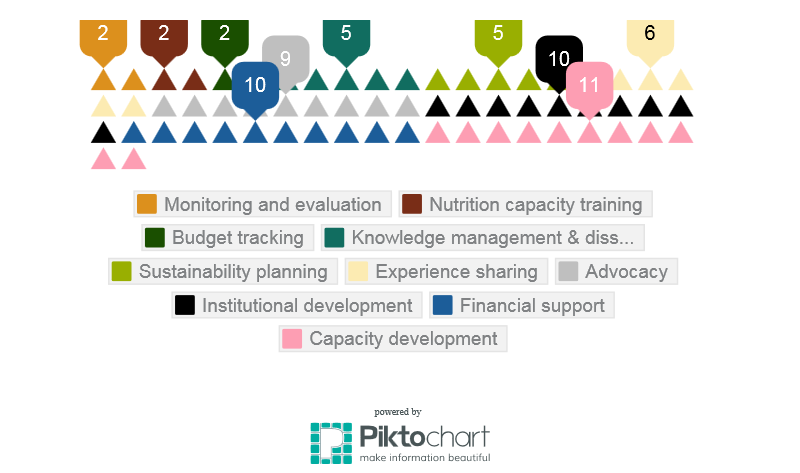 2 2 2 5 5 6
9 10
10 11
Monitoring and evaluation Nutrition capacity training
Budget tracking Knowledge management & diss...
Sustainability planning Experience sharing Advocacy
Institutional development Financial support
Capacity development
powered by
Piktochart
make information beautiful